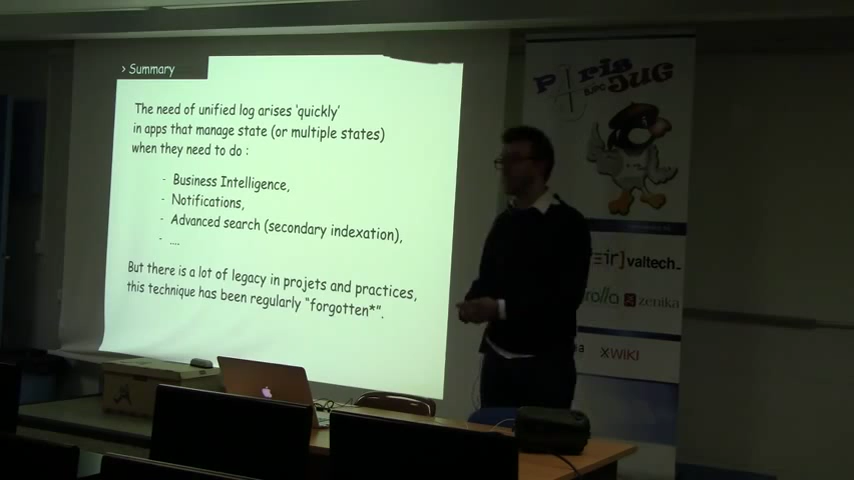 > Summary
The need of unified log arises 'quickly'
in apps that manage state (or multiple states)
when they need to do :
- Business Intelligence,
- Notifications,
- Advanced search (secondary indexation),
- ....
But there is a lot of legacy in projets and practices,
this technique has been regularly "forgotten*".
Paris
JUG
valtech_
zenika
XWIKI